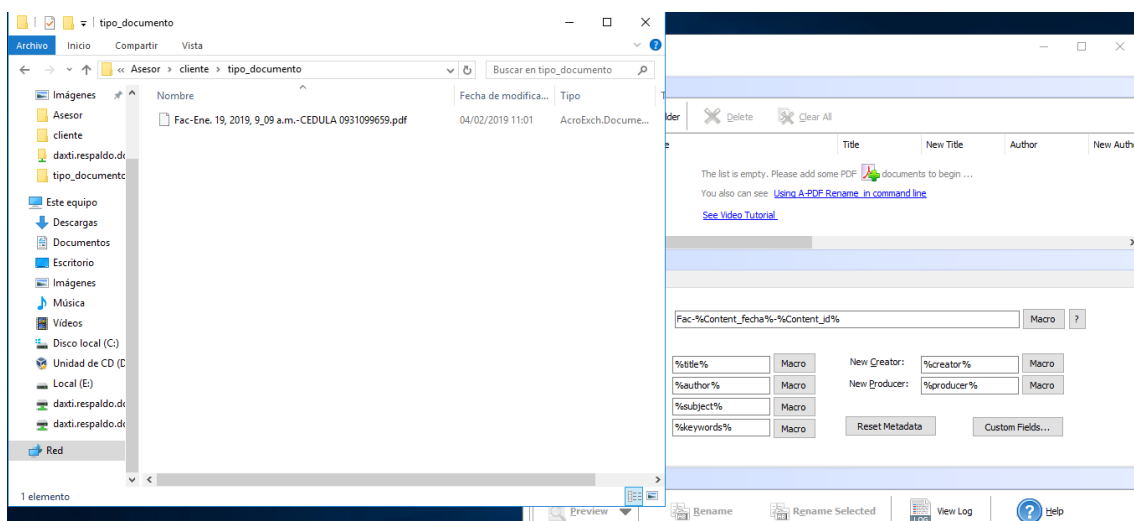 tipo_documento
Archivo Inicio Compartir Vista
« Asesor > cliente > tipo_documento
Buscar en tipo_documento
Imágenes
Asesor
cliente
daxti.respaldo.dc
tipo_documentc
Este equipo
Descargas
Documentos
Escritorio
Imágenes
Música
Vídeos
Disco local (C:)
Unidad de CD (D
Local (E:)
daxti.respaldo.dc
daxti.respaldo.dc
Red
Nombre Fecha de modifica... Tipo T
Fac-Ene. 19, 2019, 9_09 a.m.-CEDULA 0931099659.pdf 04/02/2019 11:01 AcroExch.Docume...
1 elemento
lder Delete Clear All
e Title New Title Author New Auth
The list is empty. Please add some PDF documents to begin ...
You also can see Using A-PDF Rename in command line
See Video Tutorial
Fac-%Content_fecha%-%Content_id% Macro ?
%title% Macro New Creator: %creator% Macro
%author% Macro New Producer: %producer% Macro
%subject% Macro
%keywords% Macro Reset Metadata Custom Fields...
Preview Rename Rename Selected LOG View Log ? Help